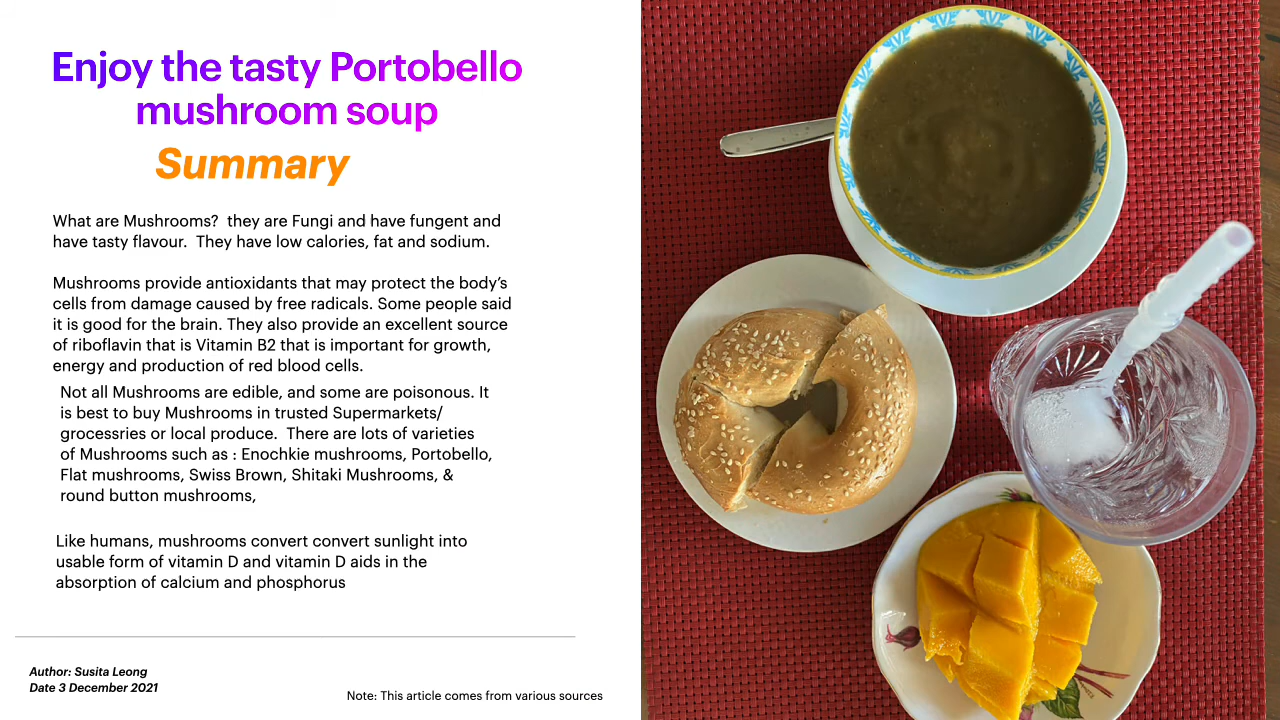 Enjoy the tasty Portobello
mushroom soup
Summary
What are Mushrooms?  they are Fungi and have fungent and
have tasty flavour.  They have low calories, fat and sodium.
Mushrooms provide antioxidants that may protect the body’s
cells from damage caused by free radicals. Some people said
it is good for the brain. They also provide an excellent source
of riboflavin that is Vitamin B2 that is important for growth,
energy and production of red blood cells.
Not all Mushrooms are edible, and some are poisonous. It
is best to buy Mushrooms in trusted Supermarkets/
grocessries or local produce.  There are lots of varieties
of Mushrooms such as : Enochkie mushrooms, Portobello,
Flat mushrooms, Swiss Brown, Shitaki Mushrooms, &
round button mushrooms,
Like humans, mushrooms convert convert sunlight into
usable form of vitamin D and vitamin D aids in the
absorption of calcium and phosphorus
Author: Susita Leong
Date 3 December 2021
Note: This article comes from various sources